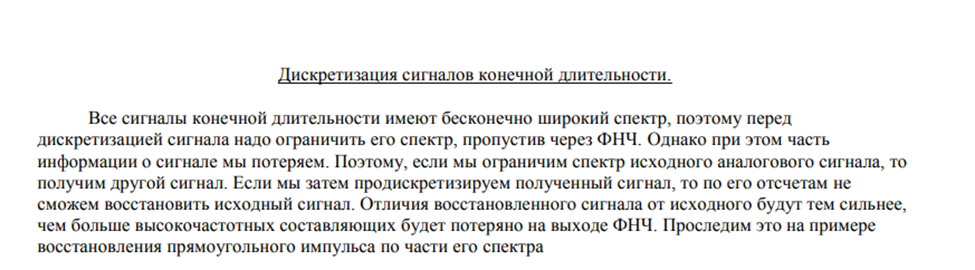 Дискретизация сигналов конечной длительности.
Все сигналы конечной длительности имеют бесконечно широкий спектр, поэтому перед
дискретизацией сигнала надо ограничить его спектр, пропустив через ФНЧ. Однако при этом часть
информации о сигнале мы потеряем. Поэтому, если мы ограничим спектр исходного аналогового сигнала, то
получим другой сигнал. Если мы затем продискретизируем полученный сигнал, то по его отсчетам не
сможем восстановить исходный сигнал. Отличия восстановленного сигнала от исходного будут тем сильнее,
чем больше высокочастотных составляющих будет потеряно на выходе ФНЧ. Проследим это на примере
восстановления прямоугольного импульса по части его спектра